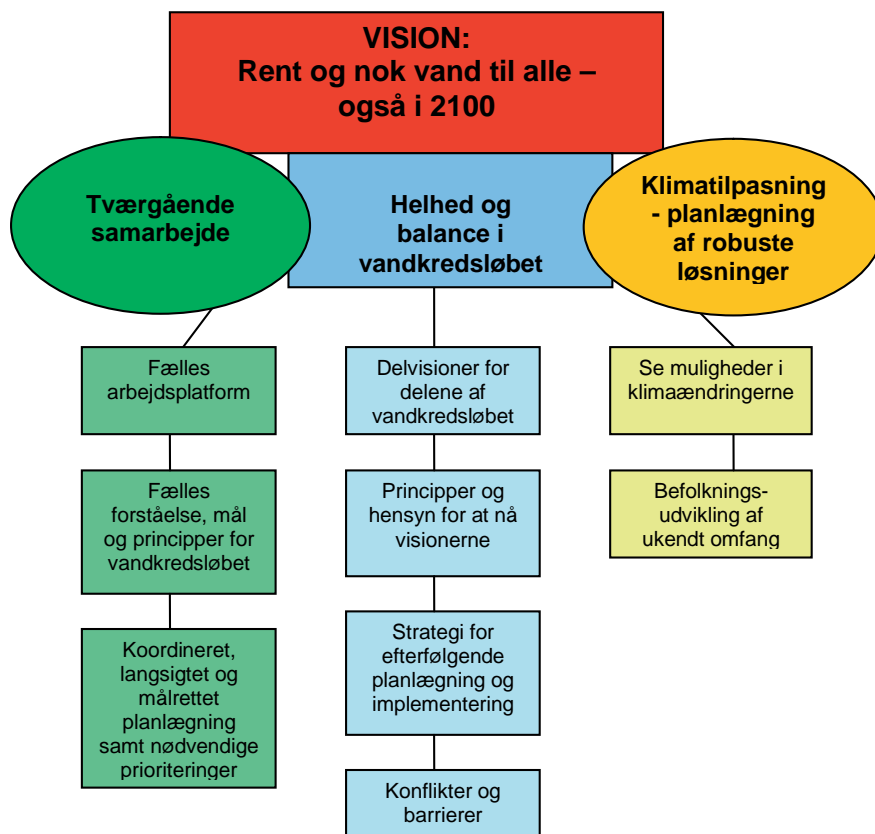 VISION:
Rent og nok vand til alle –
også i 2100
Tværgående
samarbejde
Helhed og
balance i
vandkredsløbet
Klimatilpasning
- planlægning
af robuste
løsninger
Fælles
arbejdsplatform
Fælles
forståelse, mål
og principper for
vandkredsløbet
Koordineret,
langsigtet og
målrettet
planlægning
samt nødvendige
prioriteringer
Delvisioner for
delene af
vandkredsløbet
Principper og
hensyn for at nå
visionerne
Strategi for
efterfølgende
planlægning og
implementering
Konflikter og
barrierer
Se muligheder i
klimaændringerne
Befolknings-
udvikling af
ukendt omfang